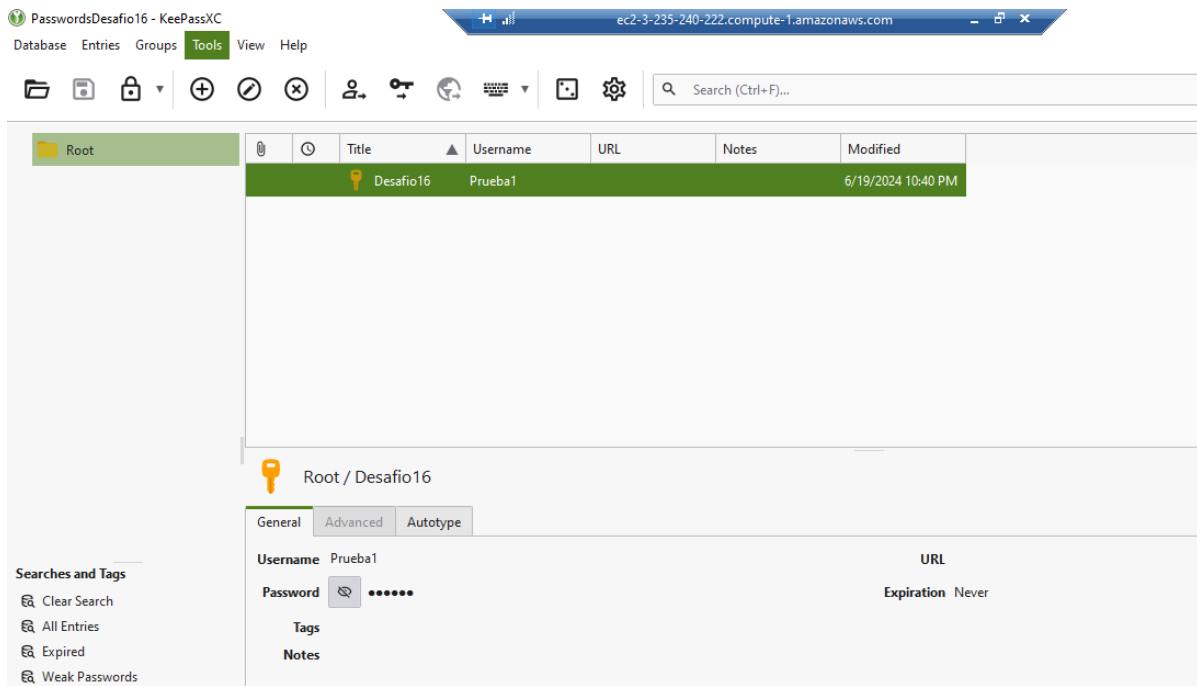 PasswordsDesafio16 - KeePassXC
ec2-3-235-240-222.compute-1.amazonaws.com
Database Entries Groups Tools View Help
Search (Ctrl+F)...
Root
Title Username URL Notes Modified
Desafio16 Prueba1 6/19/2024 10:40 PM
Root / Desafio16
General Advanced Autotype
Username Prueba1 URL
Password ●●●●●● Expiration Never
Tags
Notes
Searches and Tags
Clear Search
All Entries
Expired
Weak Passwords